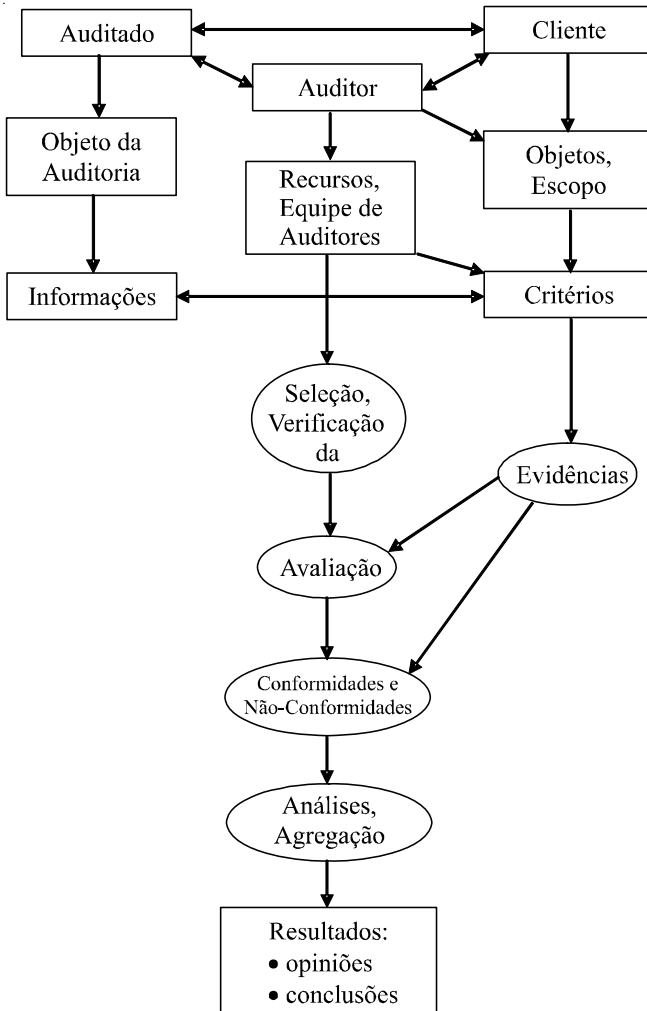 Auditado
Cliente
Auditor
Objeto da
Auditoria
Objetos,
Escopo
Recursos,
Equipe de
Auditores
Informações
Critérios
Seleção,
Verificação
da
Evidências
Avaliação
Conformidades e
Não-Conformidades
Análises,
Agregação
Resultados:
• opiniões
• conclusões